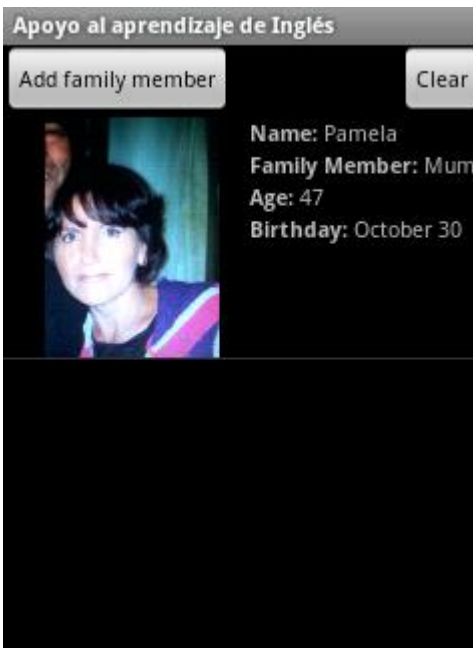 Apoyo al aprendizaje de Inglés
Add family member
Clear
Name: Pamela
Family Member: Mum
Age: 47
Birthday: October 30